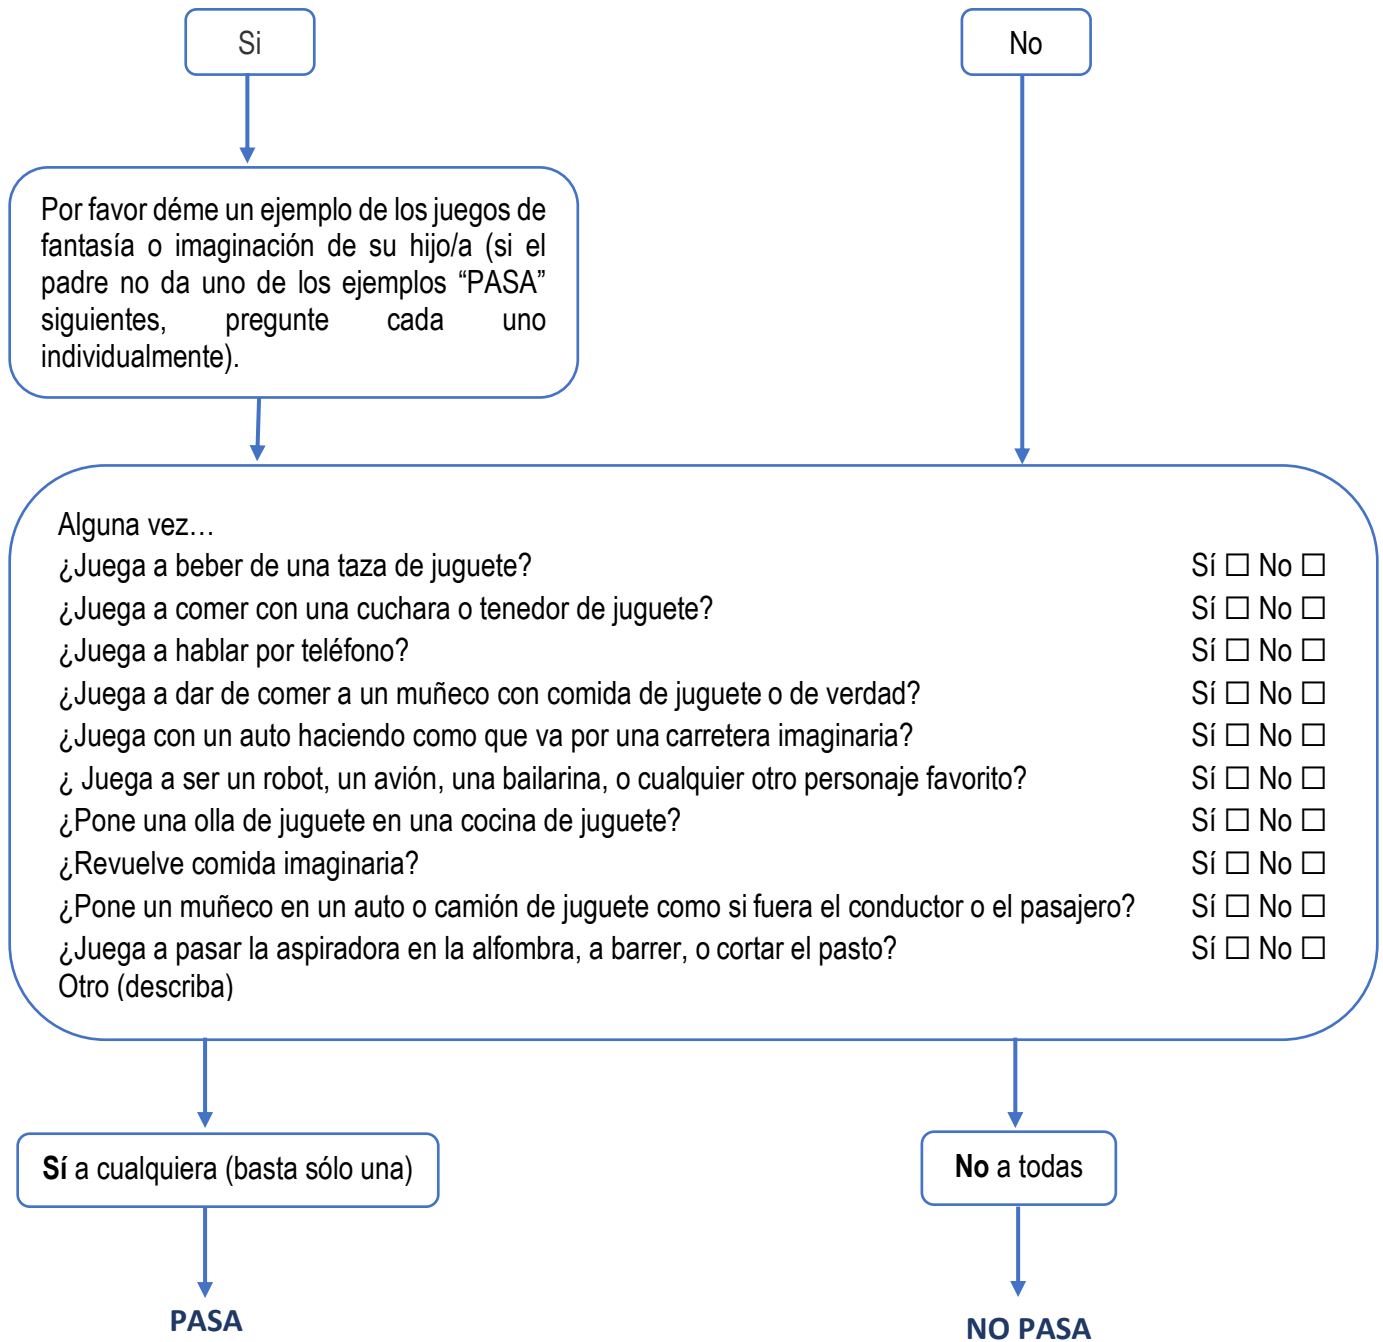 Si
No
Por favor déme un ejemplo de los juegos de
fantasía o imaginación de su hijo/a (si el
padre no da uno de los ejemplos “PASA”
siguientes, pregunte cada uno
individualmente).
Alguna vez…
¿Juega a beber de una taza de juguete? Sí ☐ No ☐
¿Juega a comer con una cuchara o tenedor de juguete? Sí ☐ No ☐
¿Juega a hablar por teléfono? Sí ☐ No ☐
¿Juega a dar de comer a un muñeco con comida de juguete o de verdad? Sí ☐ No ☐
¿Juega con un auto haciendo como que va por una carretera imaginaria? Sí ☐ No ☐
¿ Juega a ser un robot, un avión, una bailarina, o cualquier otro personaje favorito? Sí ☐ No ☐
¿Pone una olla de juguete en una cocina de juguete? Sí ☐ No ☐
¿Revuelve comida imaginaria? Sí ☐ No ☐
¿Pone un muñeco en un auto o camión de juguete como si fuera el conductor o el pasajero? Sí ☐ No ☐
¿Juega a pasar la aspiradora en la alfombra, a barrer, o cortar el pasto? Sí ☐ No ☐
Otro (describa)
Sí a cualquiera (basta sólo una)
No a todas
PASA
NO PASA